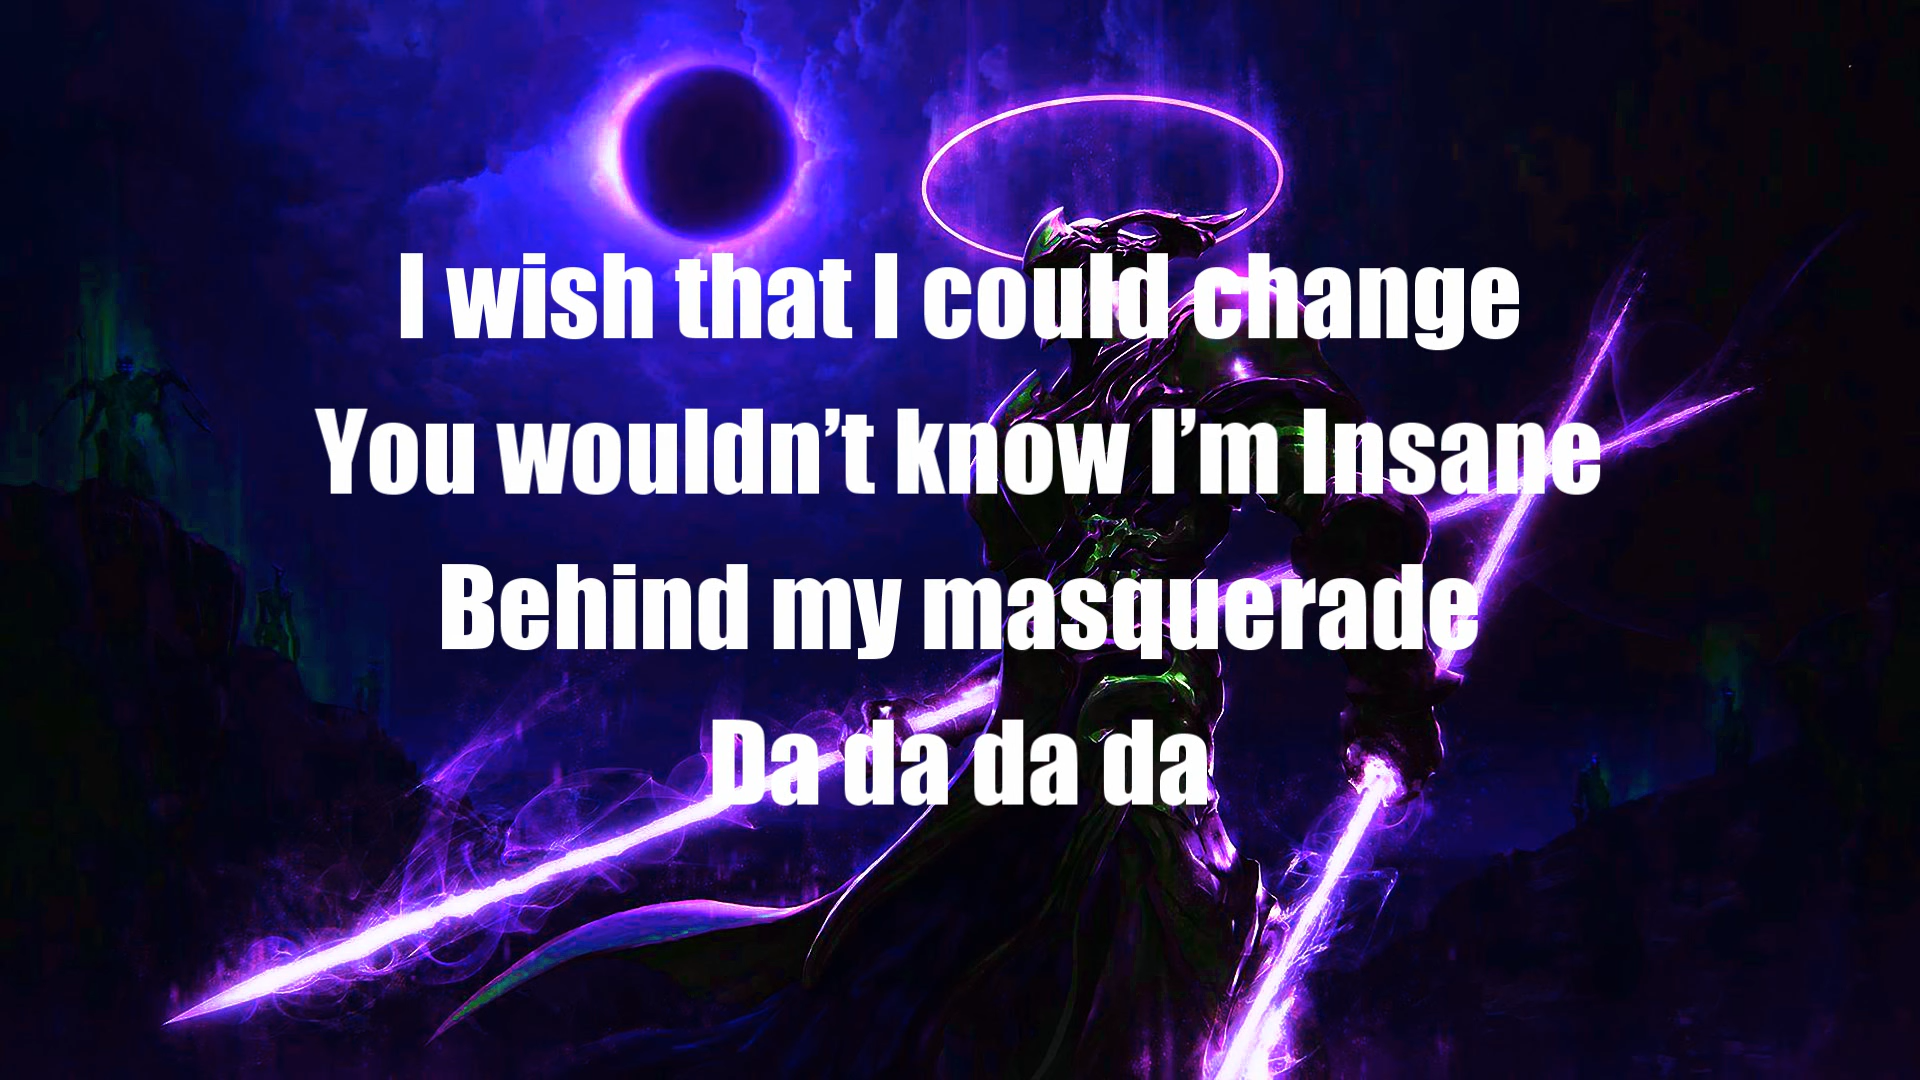 I wish that I could change
You wouldn’t know I’m Insane
Behind my masquerade
Da da da da